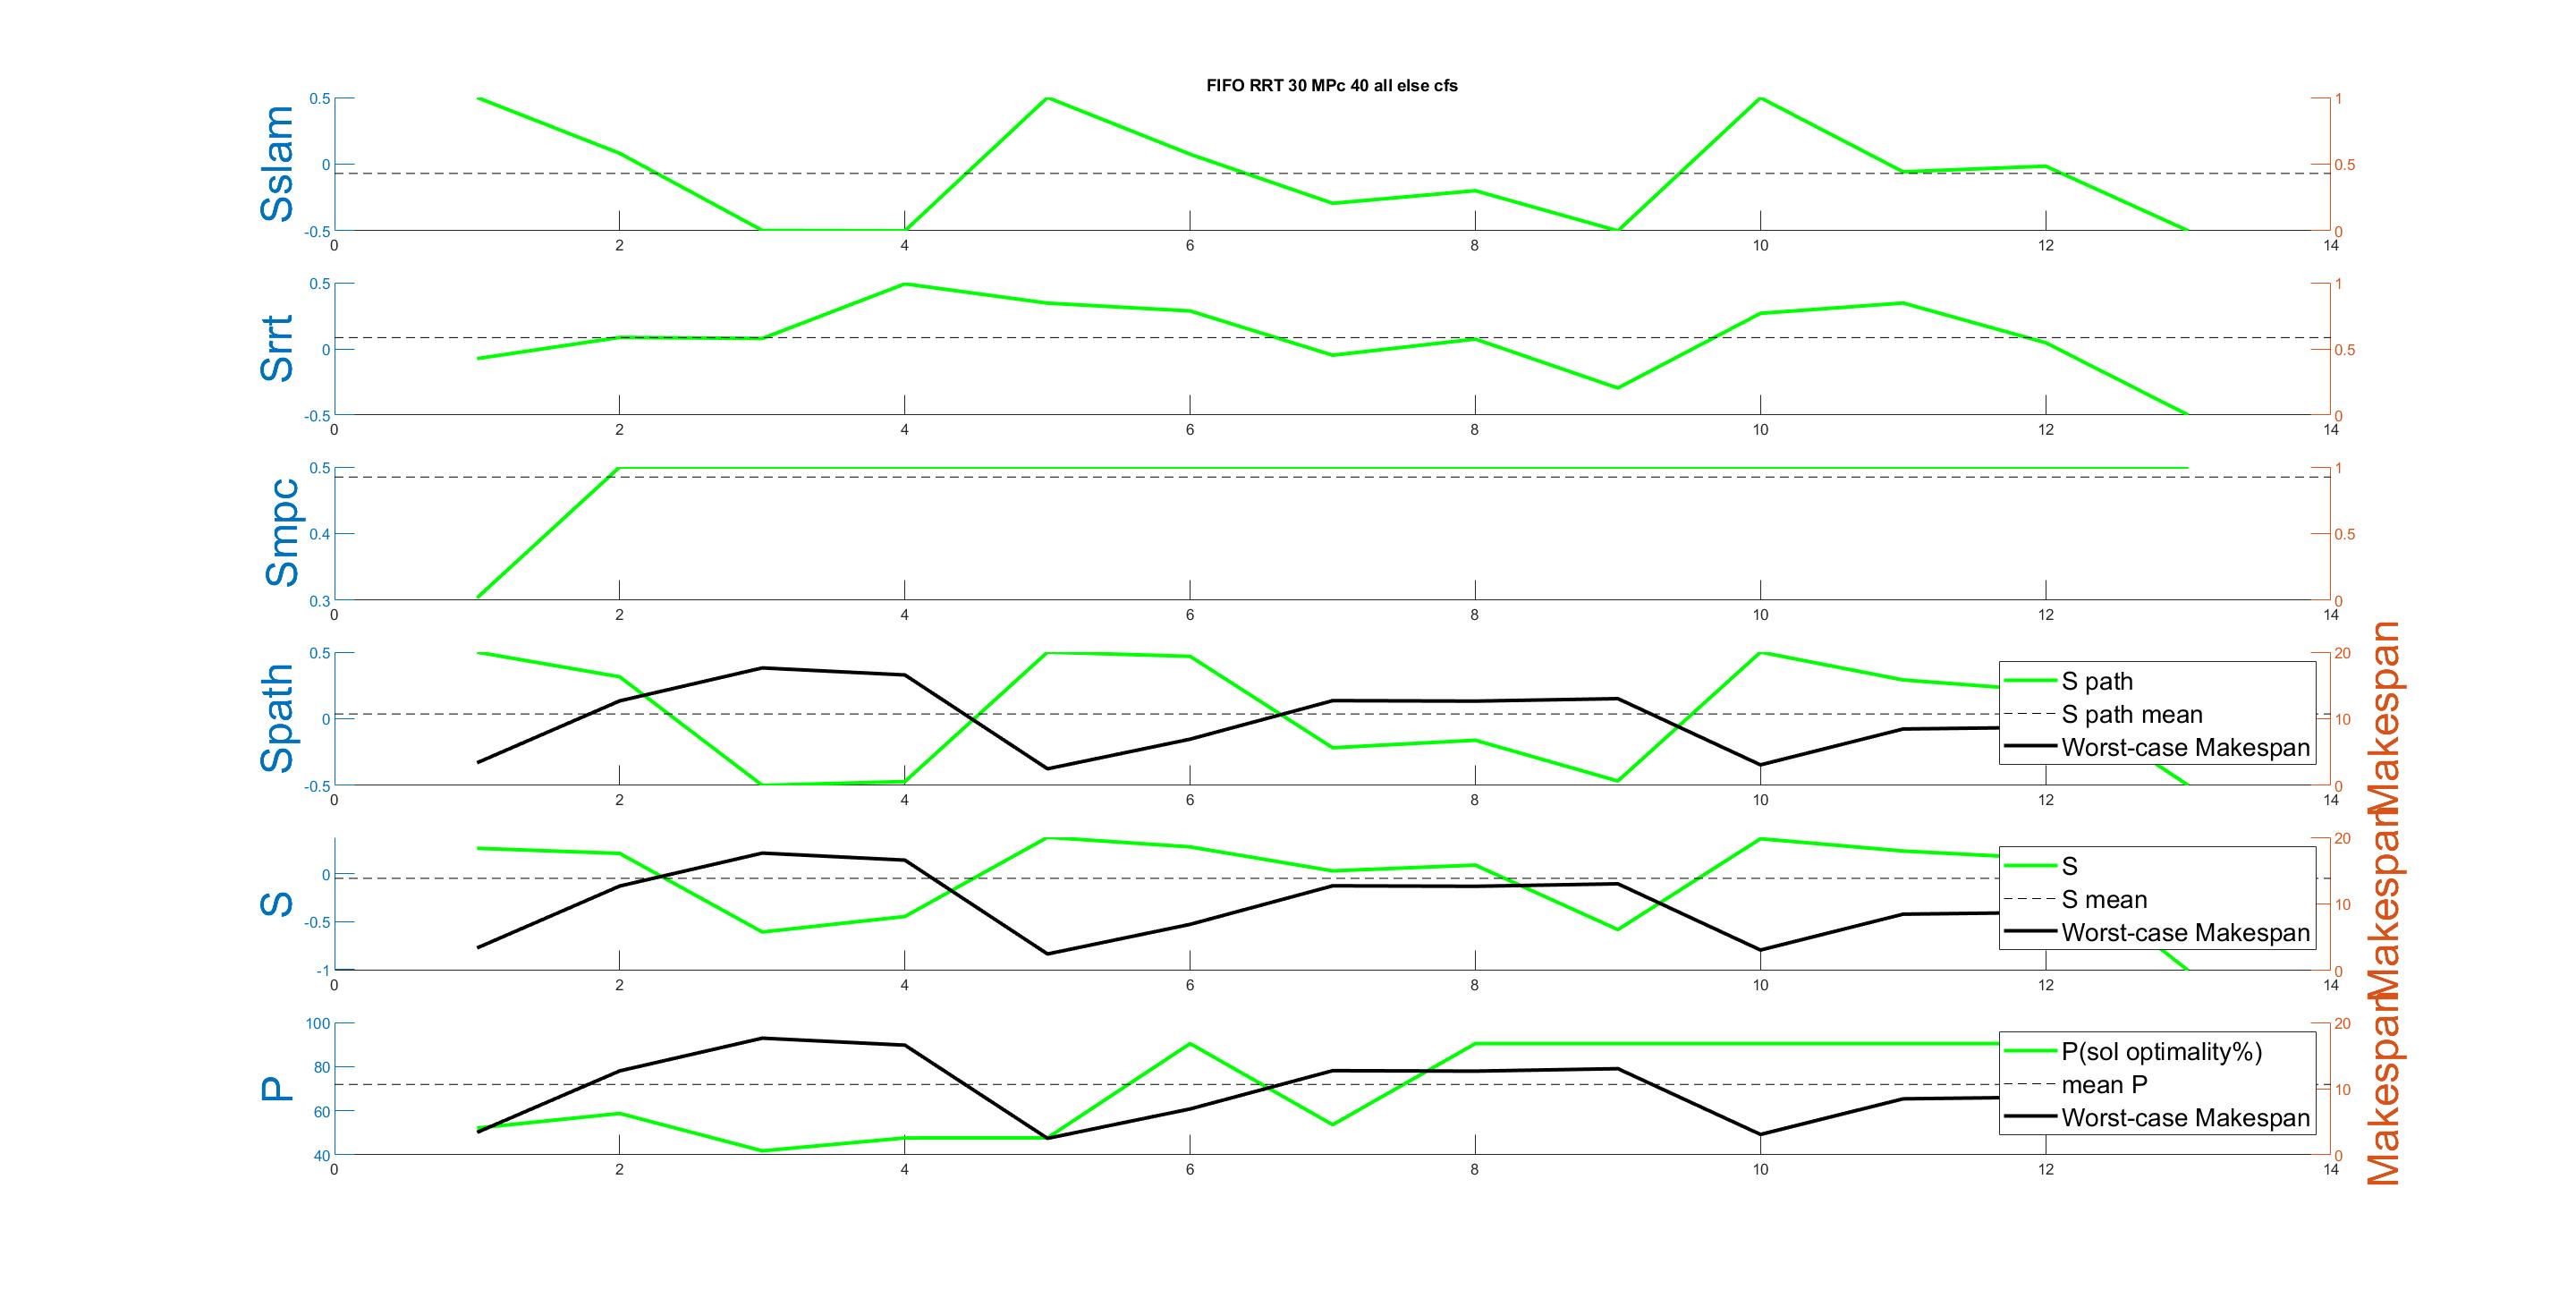 FIFO RRT 30 MPc 40 all else cfs
Sslam
0.5
0
-0.5
1
0.5
0
0 2 4 6 8 10 12 14
Srrt
0.5
0
-0.5
1
0.5
0
0 2 4 6 8 10 12 14
Smpc
0.5
0.4
0.3
1
0.5
0
0 2 4 6 8 10 12 14
Spath
0.5
0
-0.5
S path
S path mean
Worst-case Makespan
20
10
0
Makespan
0 2 4 6 8 10 12 14
S
0
-0.5
-1
S
S mean
Worst-case Makespan
20
10
0
Makespan
0 2 4 6 8 10 12 14
P
100
80
60
40
P(sol optimality%)
mean P
Worst-case Makespan
20
10
0
Makespan
0 2 4 6 8 10 12 14